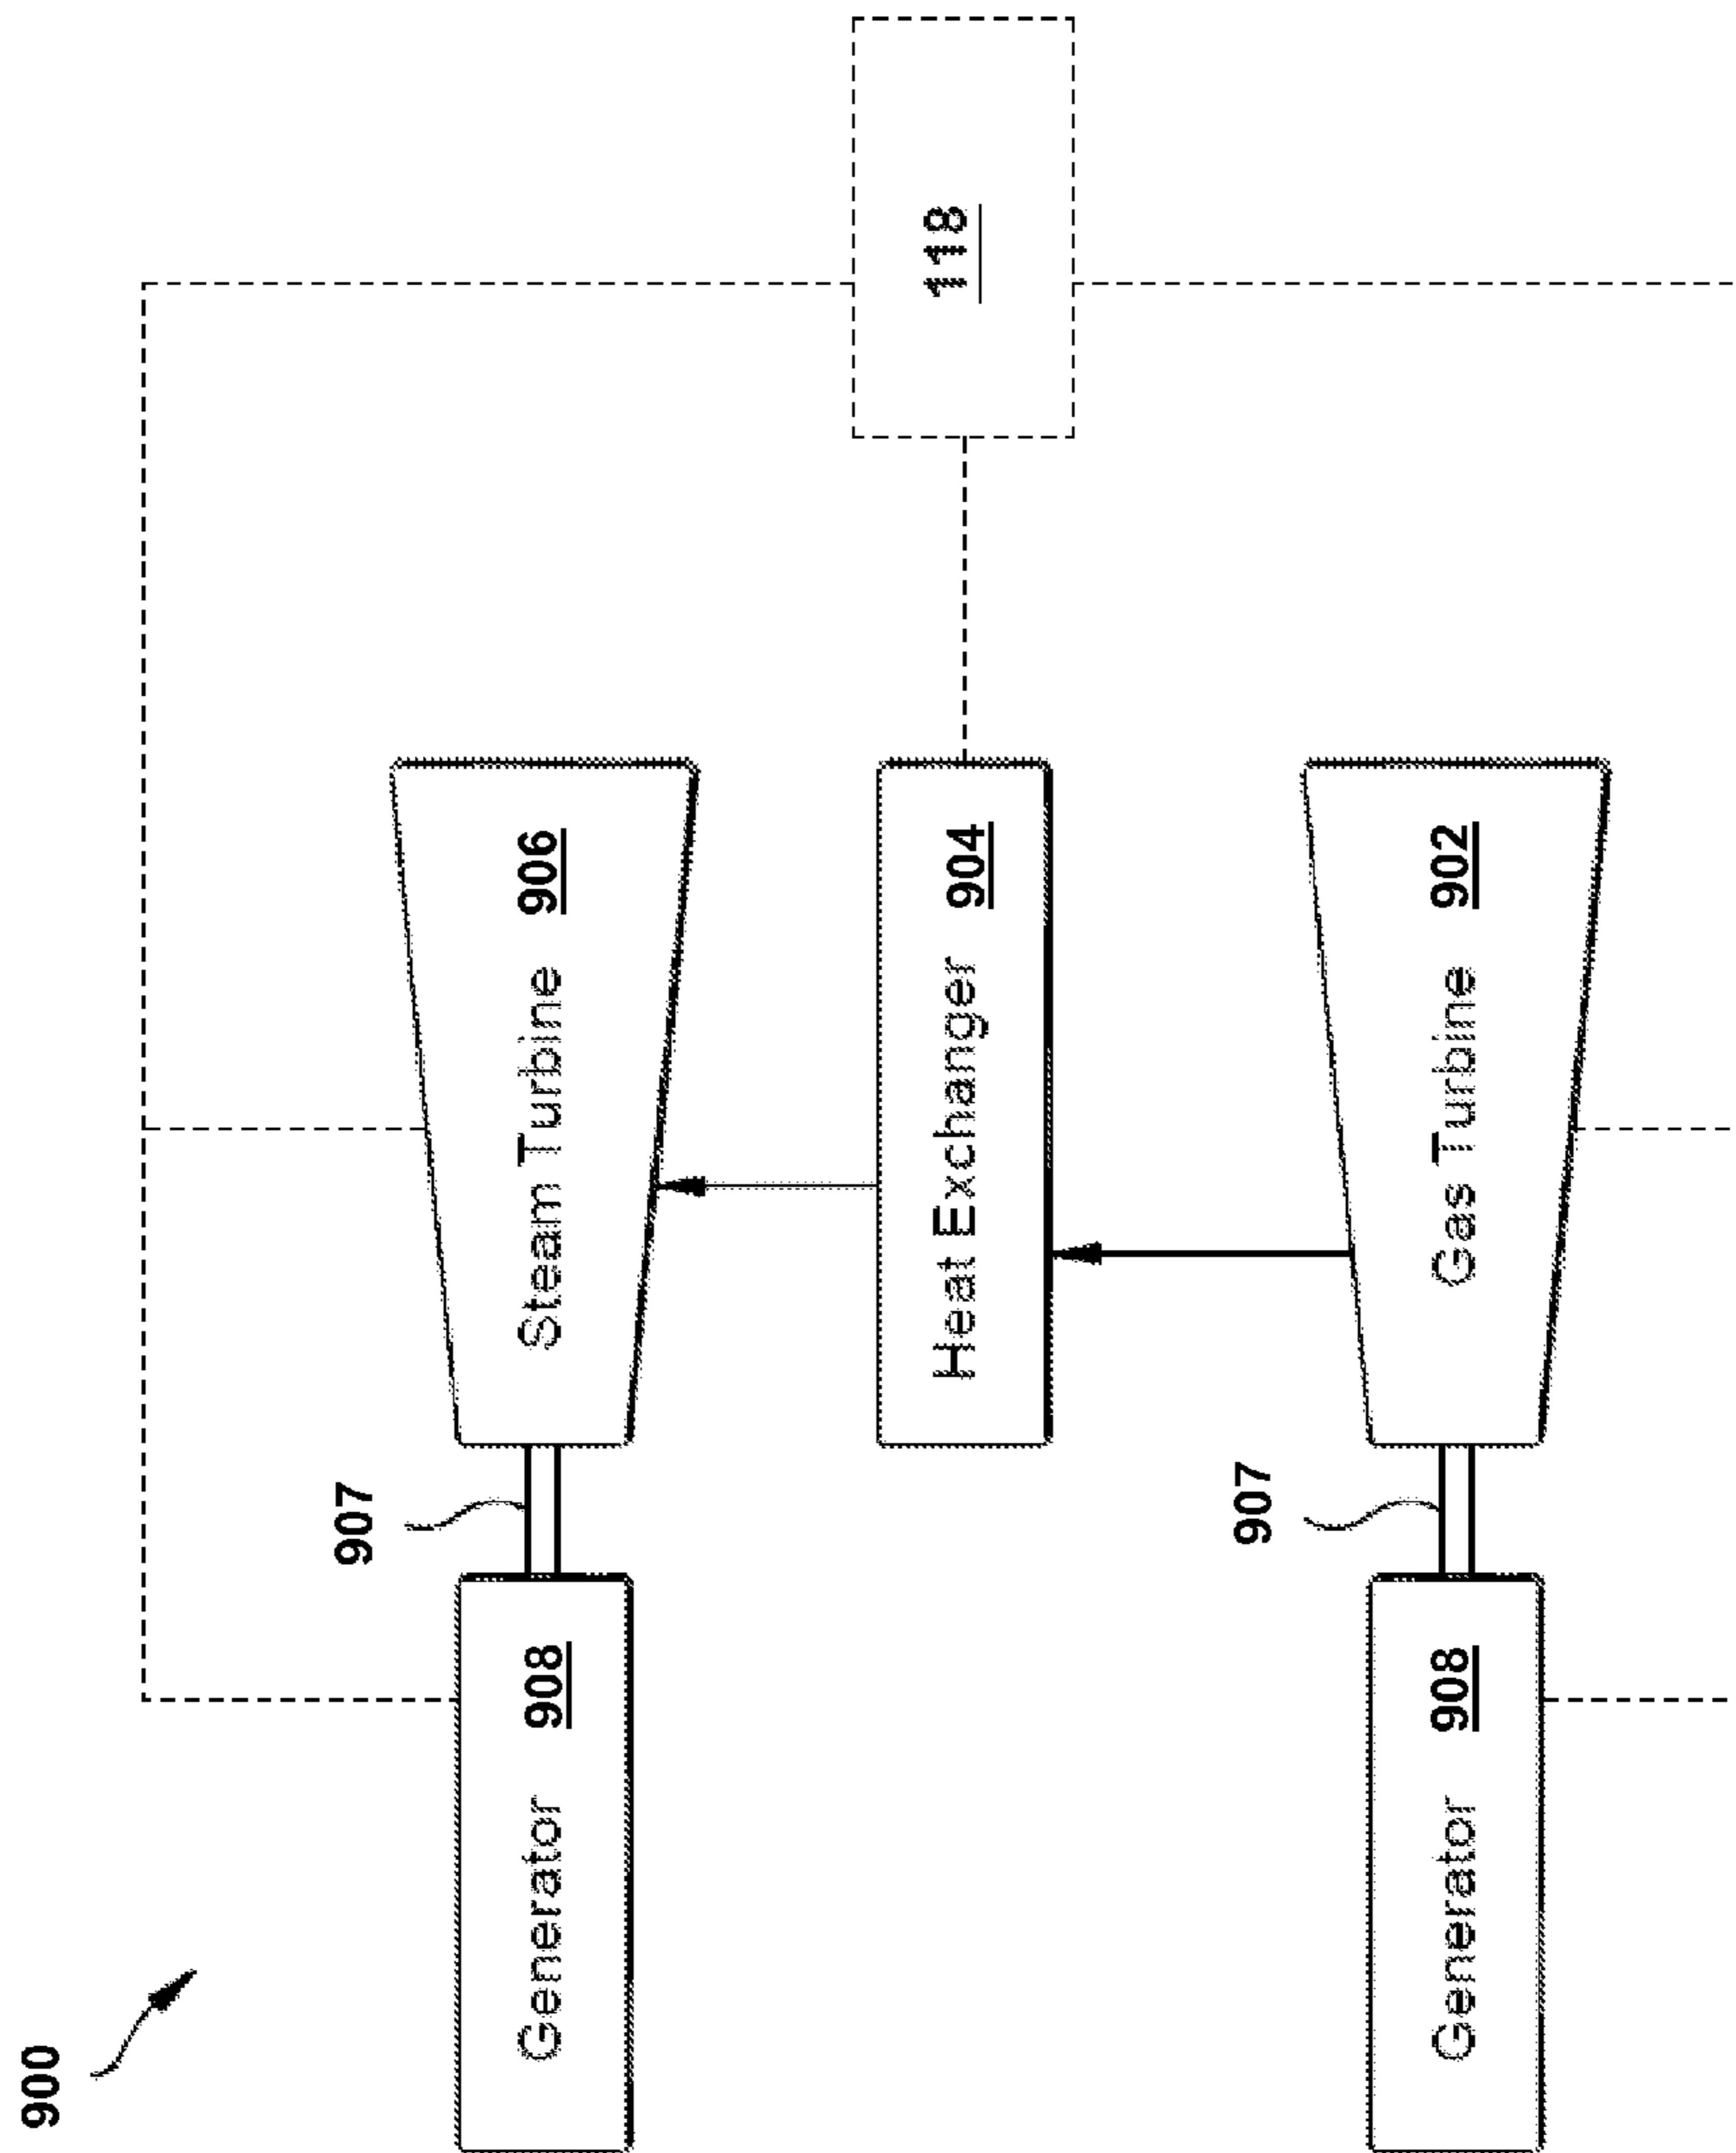 900
Generator 908
907
Steam Turbine 906
Heat Exchanger 904
118
Generator 908
907
Gas Turbine 902